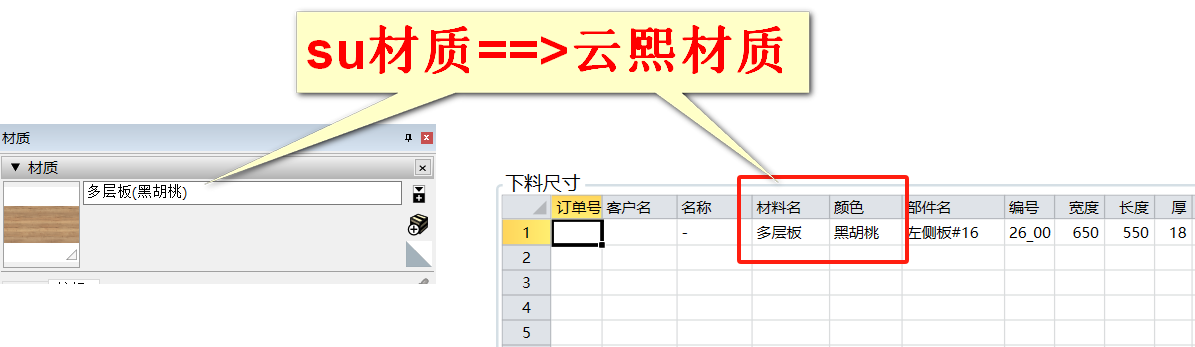 su材质==>云熙材质
材质
▼ 材质
多层板(黑胡桃)
下料尺寸
订单号 客户名 名称 材料名 颜色 部件名 编号 宽度 长度 厚
1 - 多层板 黑胡桃 左侧板#16 26_00 650 550 18
2
3
4
5